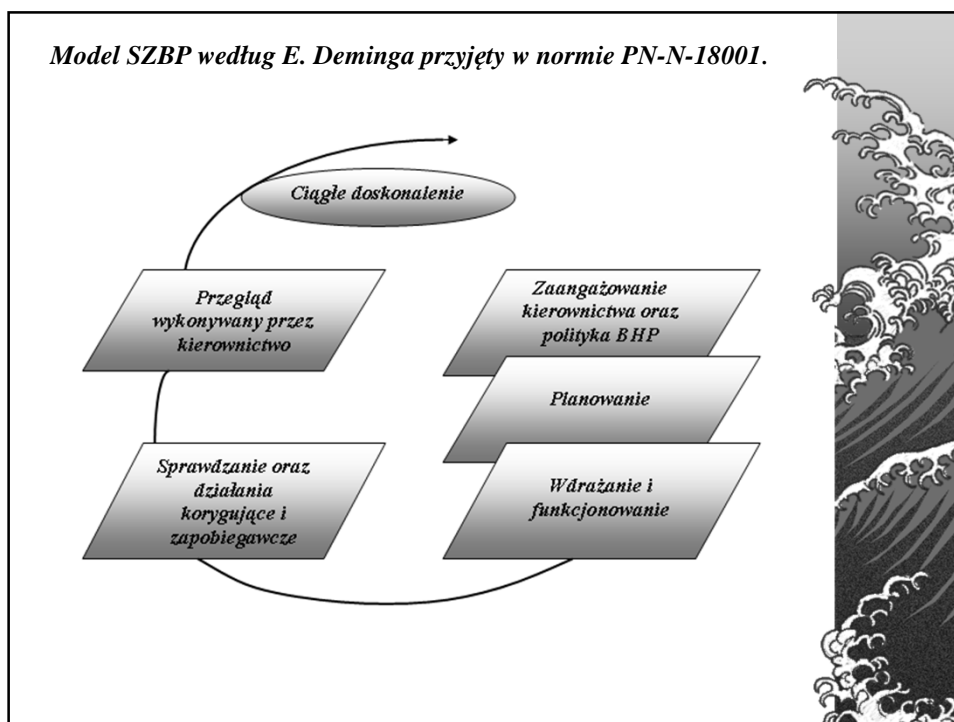 Model SZBP według E. Deminga przyjęty w normie PN-N-18001.
Ciągłe doskonalenie
Przegląd
wykonywany przez
kierownictwo
Zaangażowanie
kierownictwa oraz
polityka BHP
Planowanie
Sprawdzanie oraz
działania
korygujące i
zapobiegawcze
Wdrażanie i
funkcjonowanie